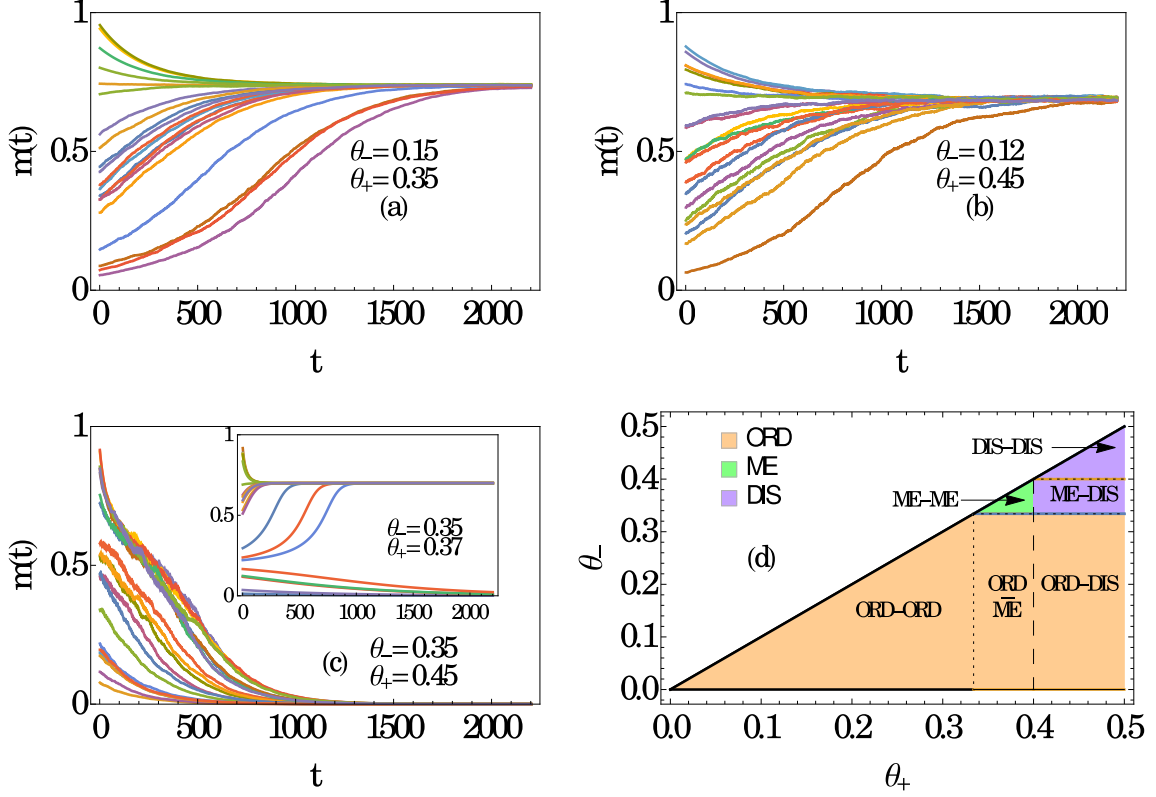 1
0.5
0
m(t)
0 500 1000 1500 2000
t
θ₋=0.15
θ₊=0.35
(a)
1
0.5
0
m(t)
0 500 1000 1500 2000
t
θ₋=0.12
θ₊=0.45
(b)
1
0.5
0
m(t)
0 500 1000 1500 2000
t
1
0.5
0
0 500 1000 1500 2000
θ₋=0.35
θ₊=0.37
(c)
θ₋=0.35
θ₊=0.45
0.5
0.4
0.3
0.2
0.1
0.0
θ₋
ORD
ME
DIS
DIS–DIS
ME–ME
ME–DIS
(d)
ORD–ORD
ORD
–
ME
ORD–DIS
0.0 0.1 0.2 0.3 0.4 0.5
θ₊